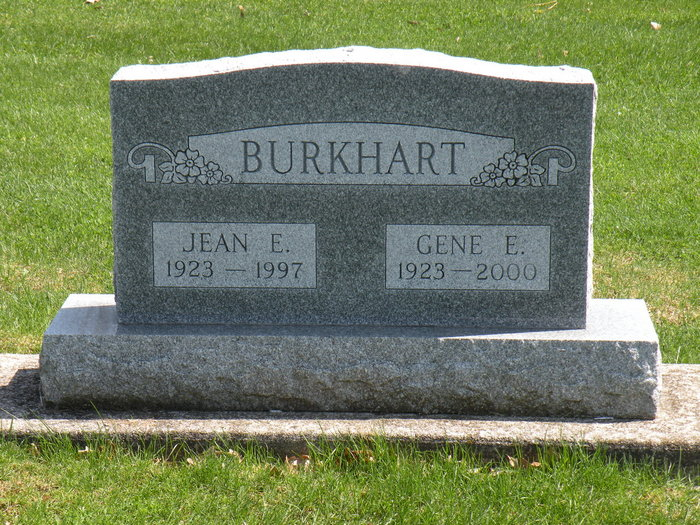 BURKHART
JEAN E.
1923 — 1997
GENE E.
1923 — 2000